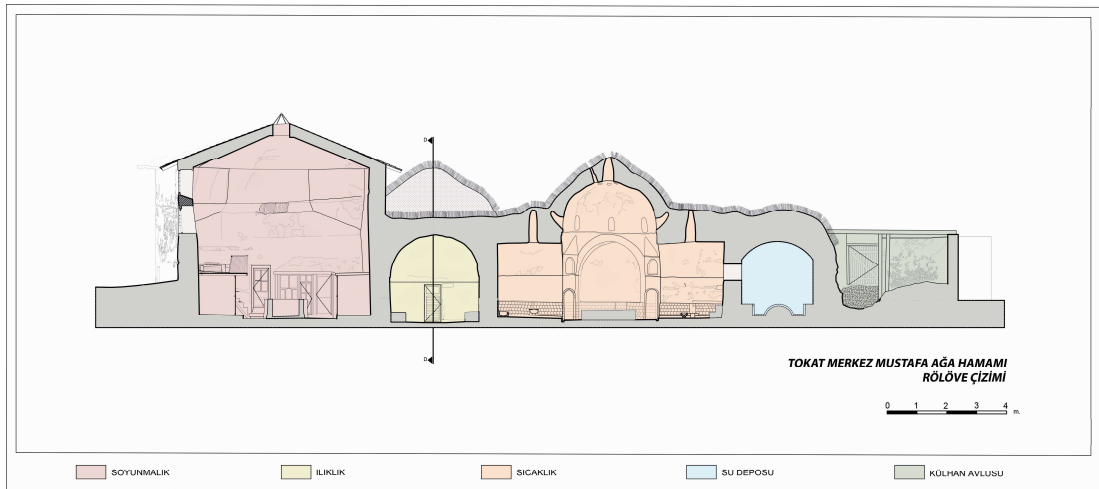 D
D
TOKAT MERKEZ MUSTAFA AĞA HAMAMI
RÖLÖVE ÇİZİMİ
0 1 2 3 4 m.
SOYUNMALIK
ILIKLIK
SICAKLIK
SU DEPOSU
KÜLHAN AVLUSU